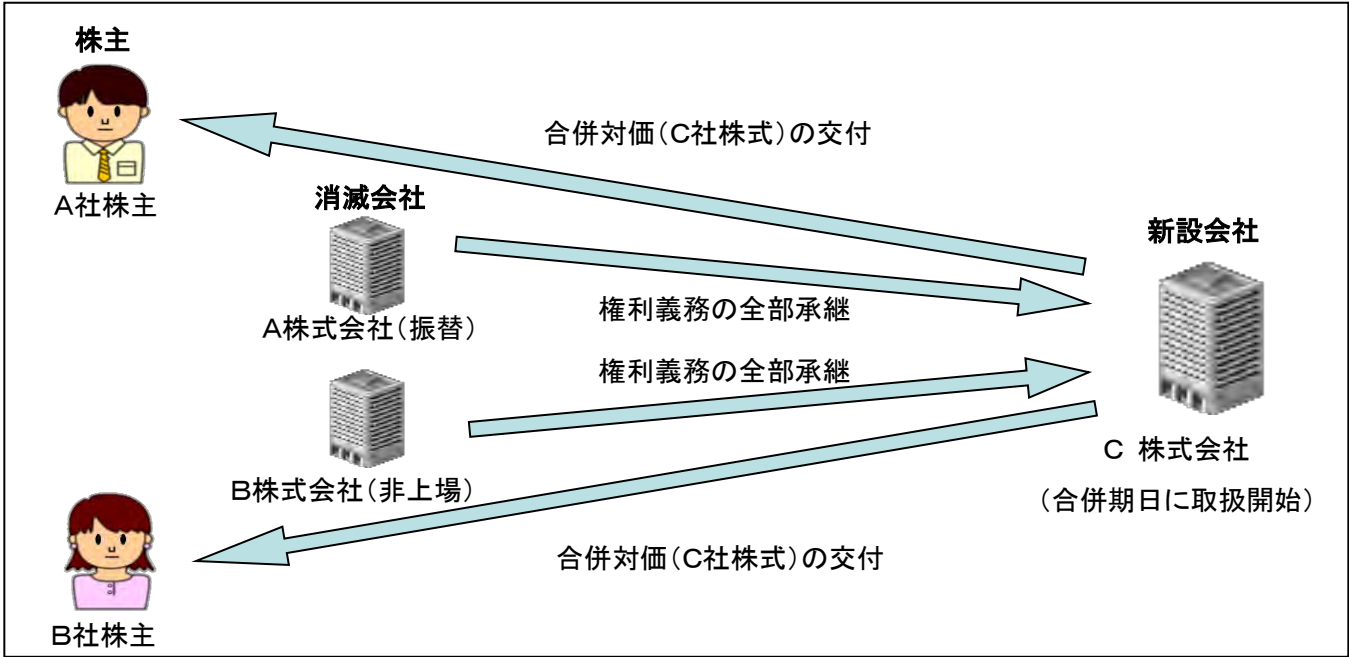 株主
A社株主
合併対価(C社株式)の交付
消滅会社
A株式会社(振替)
権利義務の全部承継
権利義務の全部承継
B株式会社(非上場)
新設会社
C 株式会社
(合併期日に取扱開始)
合併対価(C社株式)の交付
B社株主